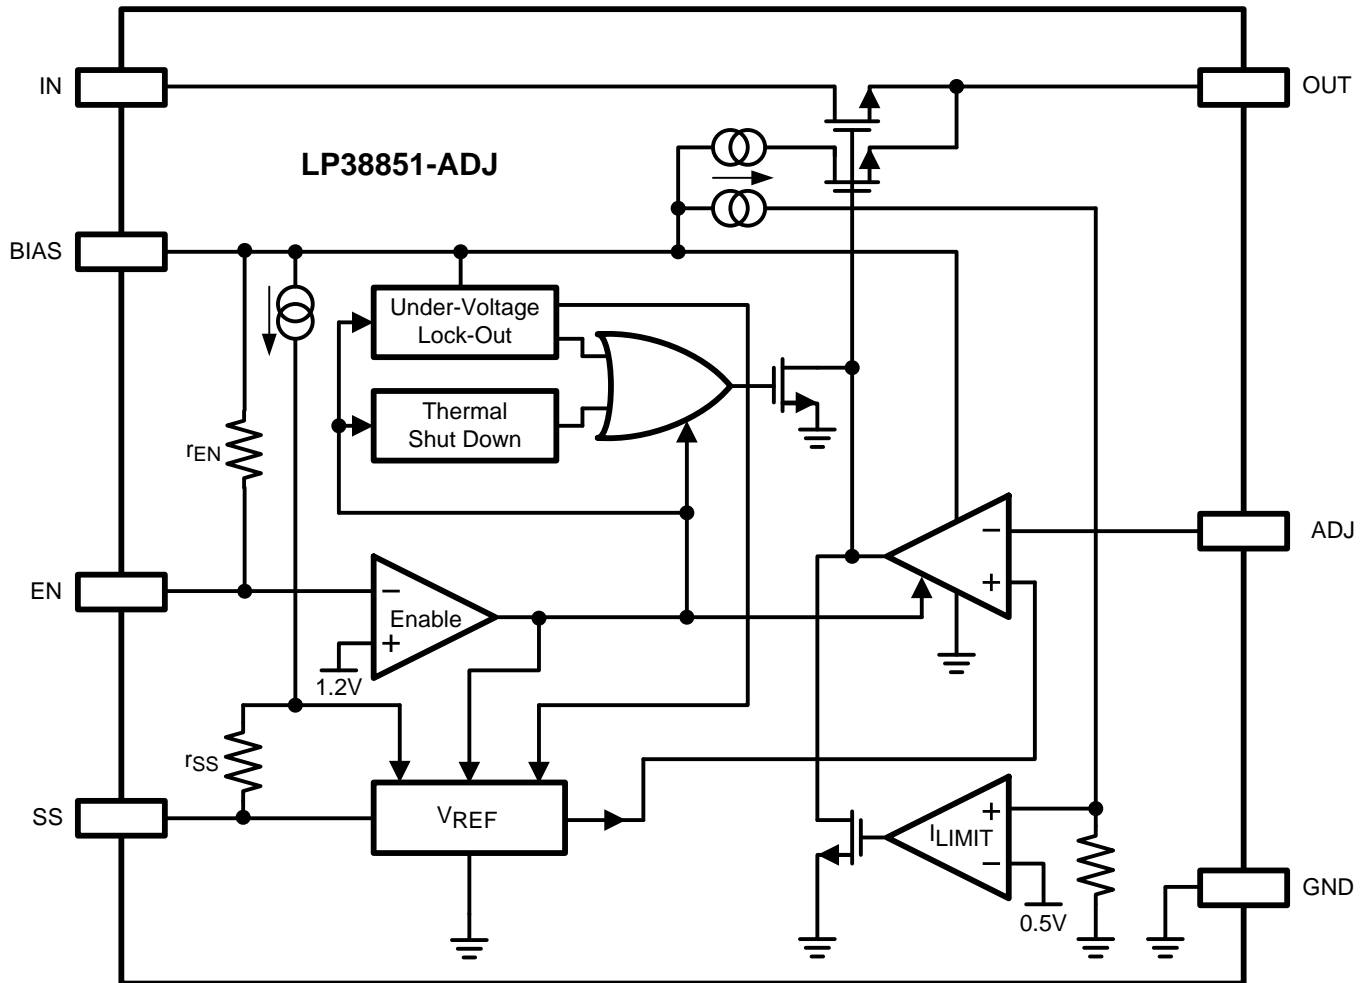 IN
OUT
LP38851-ADJ
BIAS
Under-Voltage
Lock-Out
Thermal
Shut Down
rEN
ADJ
EN
Enable
−
+
−
+
1.2V
rSS
VREF
SS
ILIMIT
+
−
0.5V
GND